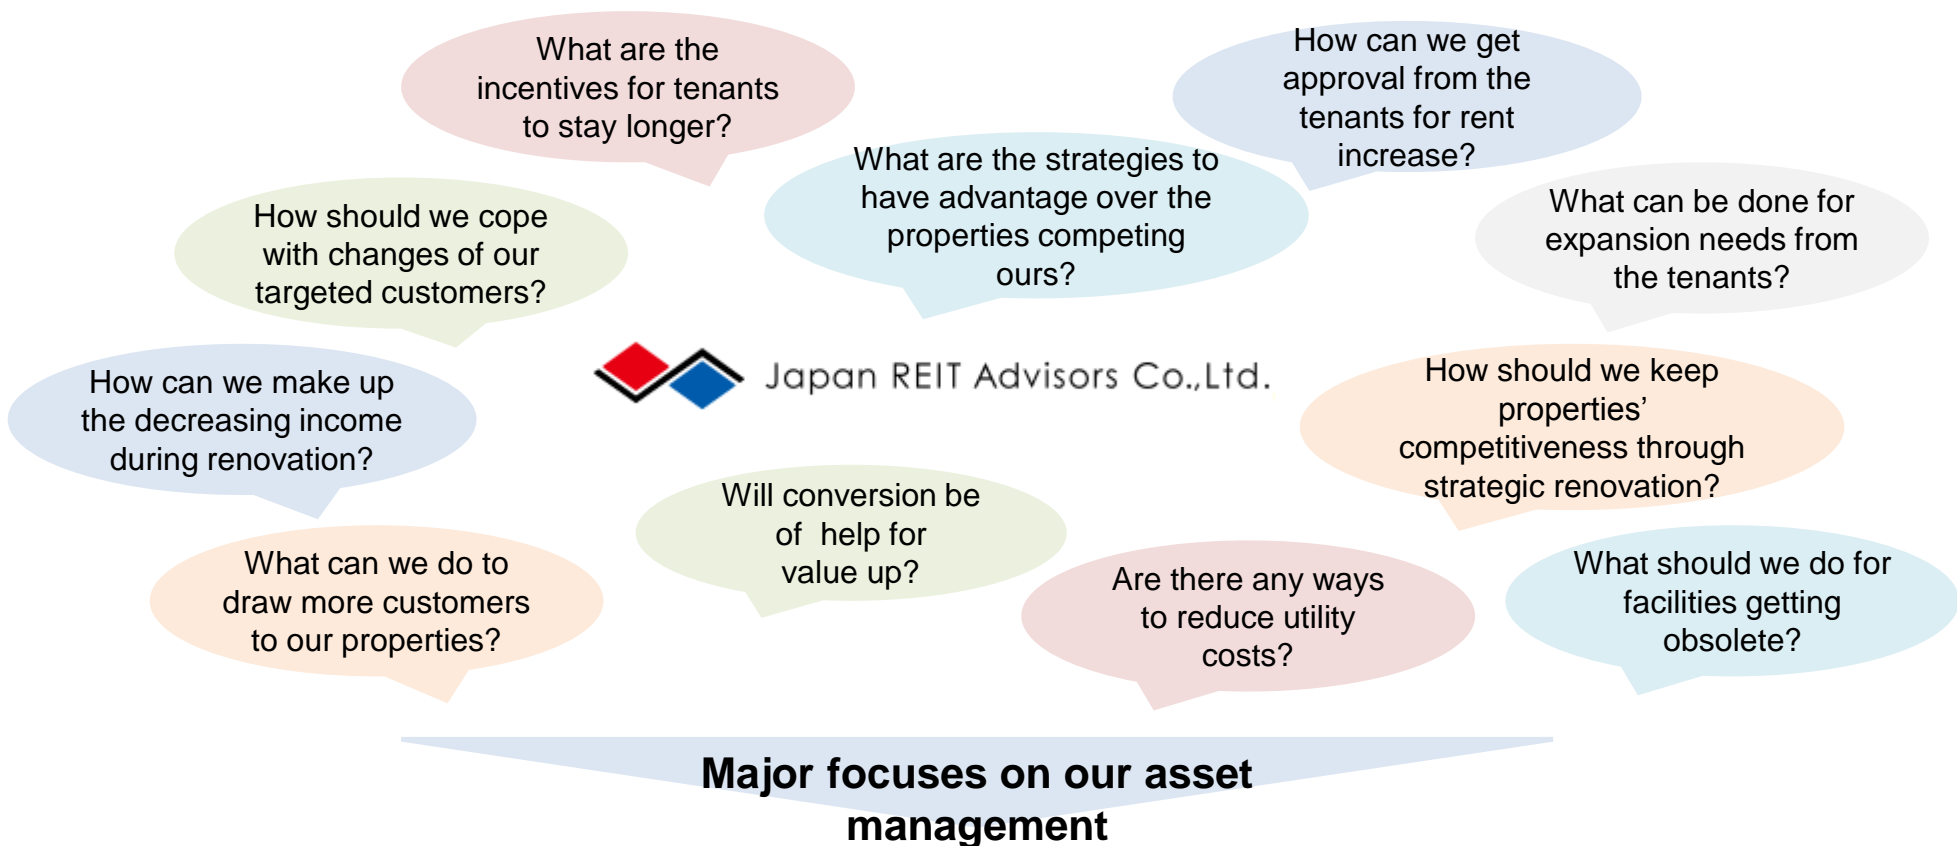 What are the
incentives for tenants
to stay longer?
How can we get
approval from the
tenants for rent
increase?
What are the strategies to
have advantage over the
properties competing
ours?
What can be done for
expansion needs from
the tenants?
How should we cope
with changes of our
targeted customers?
Japan REIT Advisors Co.,Ltd.
How can we make up
the decreasing income
during renovation?
How should we keep
properties’
competitiveness through
strategic renovation?
Will conversion be
of  help for
value up?
What can we do to
draw more customers
to our properties?
Are there any ways
to reduce utility
costs?
What should we do for
facilities getting
obsolete?
Major focuses on our asset
management